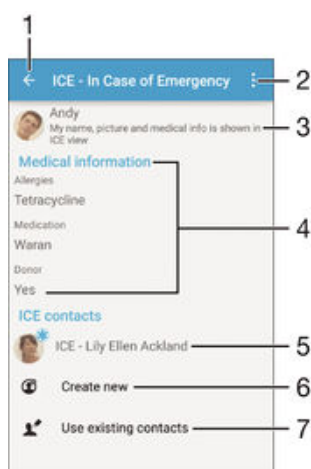 1
ICE - In Case of Emergency
2
Andy
My name, picture and medical info is shown in
ICE view
3
Medical information
Allergies
Tetracycline
Medication
Waran
4
Donor
Yes
ICE contacts
ICE - Lily Ellen Ackland
5
Create new
6
Use existing contacts
7